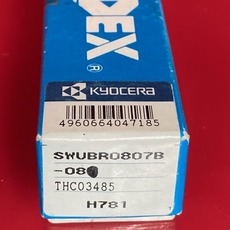 DEX
®
KYOCERA
4960664047185
SWUBR0807B
-08
THC03485
H781